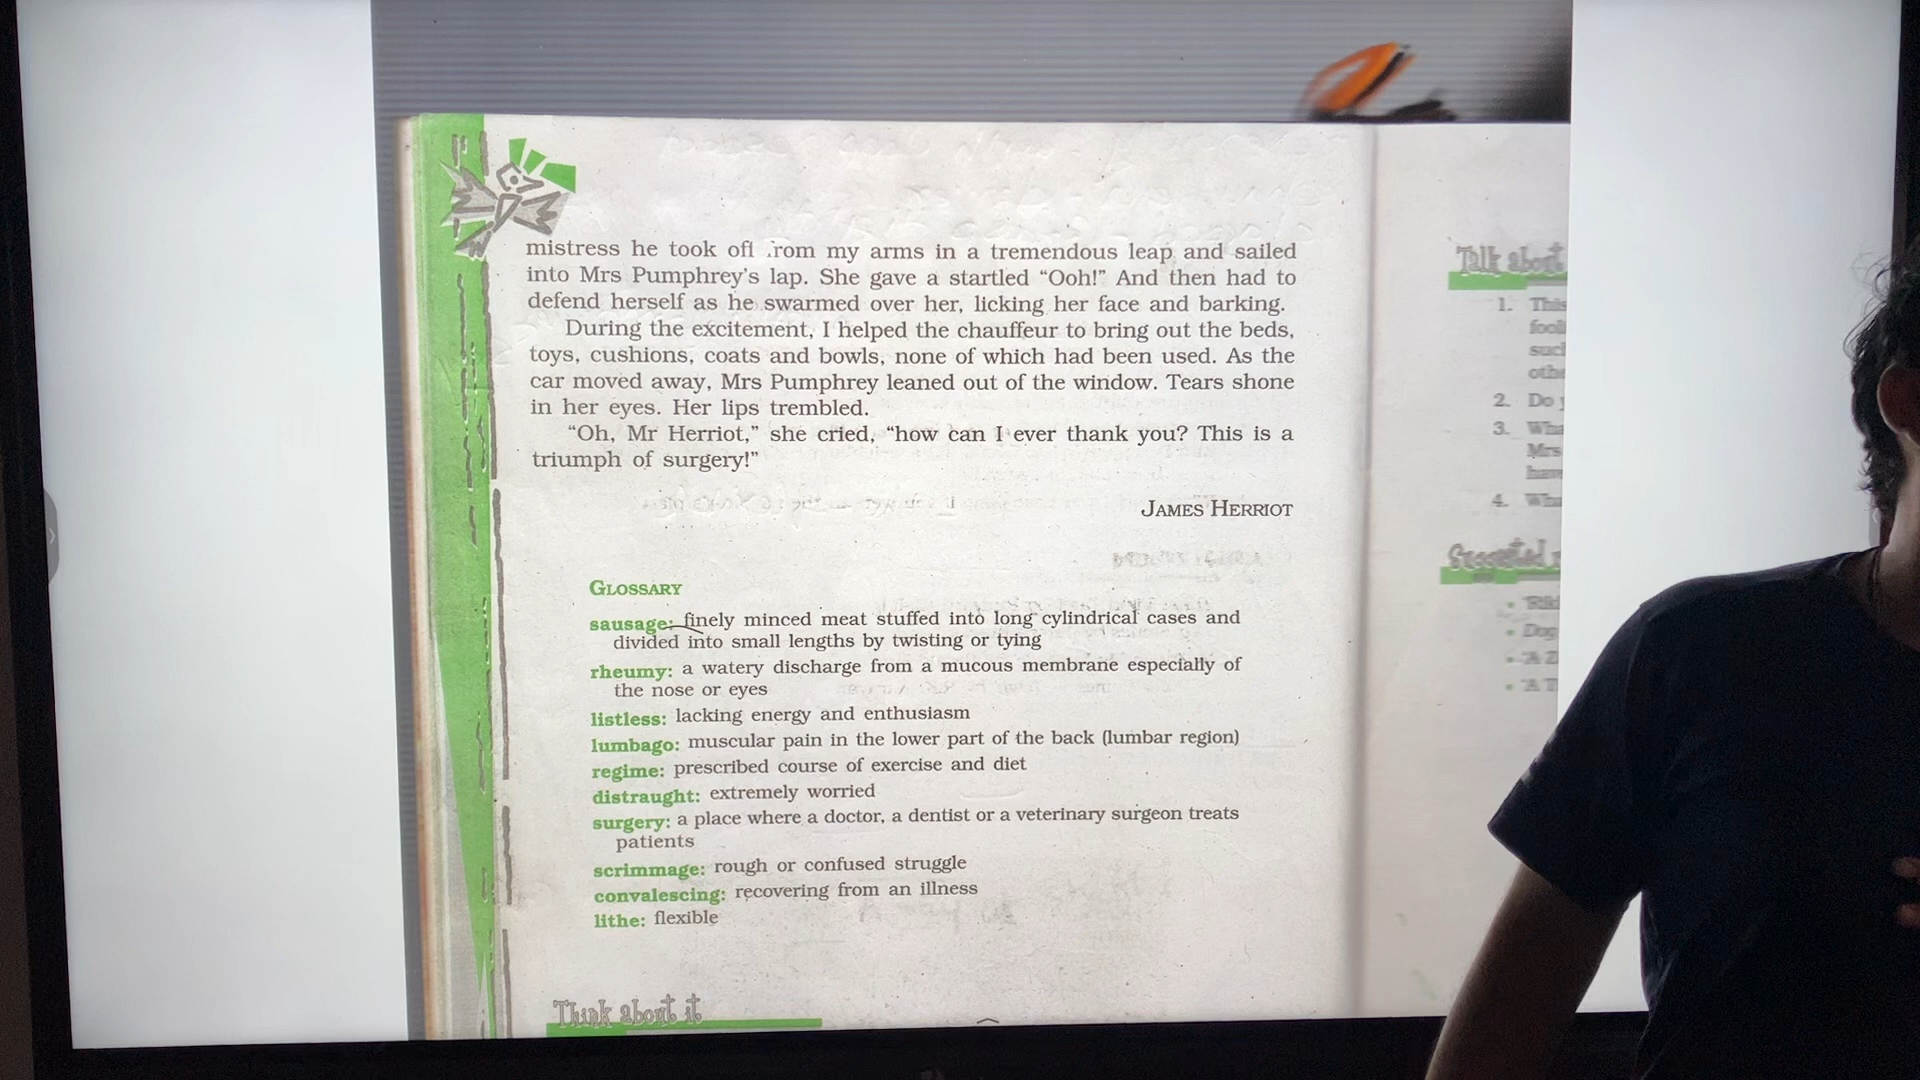 mistress he took off from my arms in a tremendous leap and sailed
into Mrs Pumphrey's lap. She gave a startled “Ooh!” And then had to
defend herself as he swarmed over her, licking her face and barking.
During the excitement, I helped the chauffeur to bring out the beds,
toys, cushions, coats and bowls, none of which had been used. As the
car moved away, Mrs Pumphrey leaned out of the window. Tears shone
in her eyes. Her lips trembled.
“Oh, Mr Herriot,” she cried, “how can I ever thank you? This is a
triumph of surgery!”
JAMES HERRIOT
GLOSSARY
sausage: finely minced meat stuffed into long cylindrical cases and
divided into small lengths by twisting or tying
rheumy: a watery discharge from a mucous membrane especially of
the nose or eyes
listless: lacking energy and enthusiasm
lumbago: muscular pain in the lower part of the back (lumbar region)
regime: prescribed course of exercise and diet
distraught: extremely worried
surgery: a place where a doctor, a dentist or a veterinary surgeon treats
patients
scrimmage: rough or confused struggle
convalescing: recovering from an illness
lithe: flexible
Think about it
Talk about
1. This
2. Do
3.
Mrs
4.